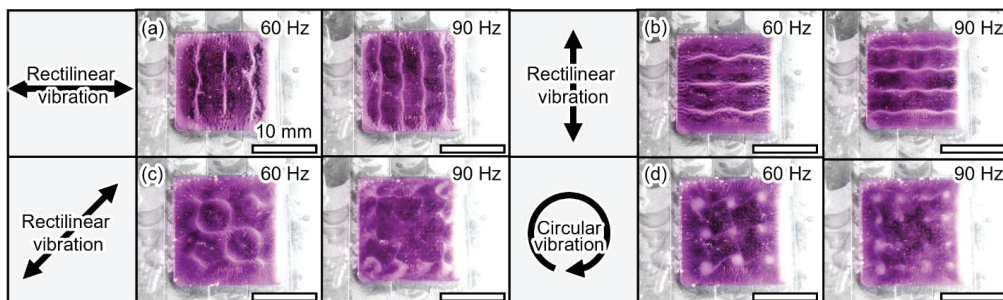 (a) 60 Hz 90 Hz
Rectilinear
vibration
10 mm
(b) 60 Hz 90 Hz
Rectilinear
vibration
(c) 60 Hz 90 Hz
Rectilinear
vibration
(d) 60 Hz 90 Hz
Circular
vibration